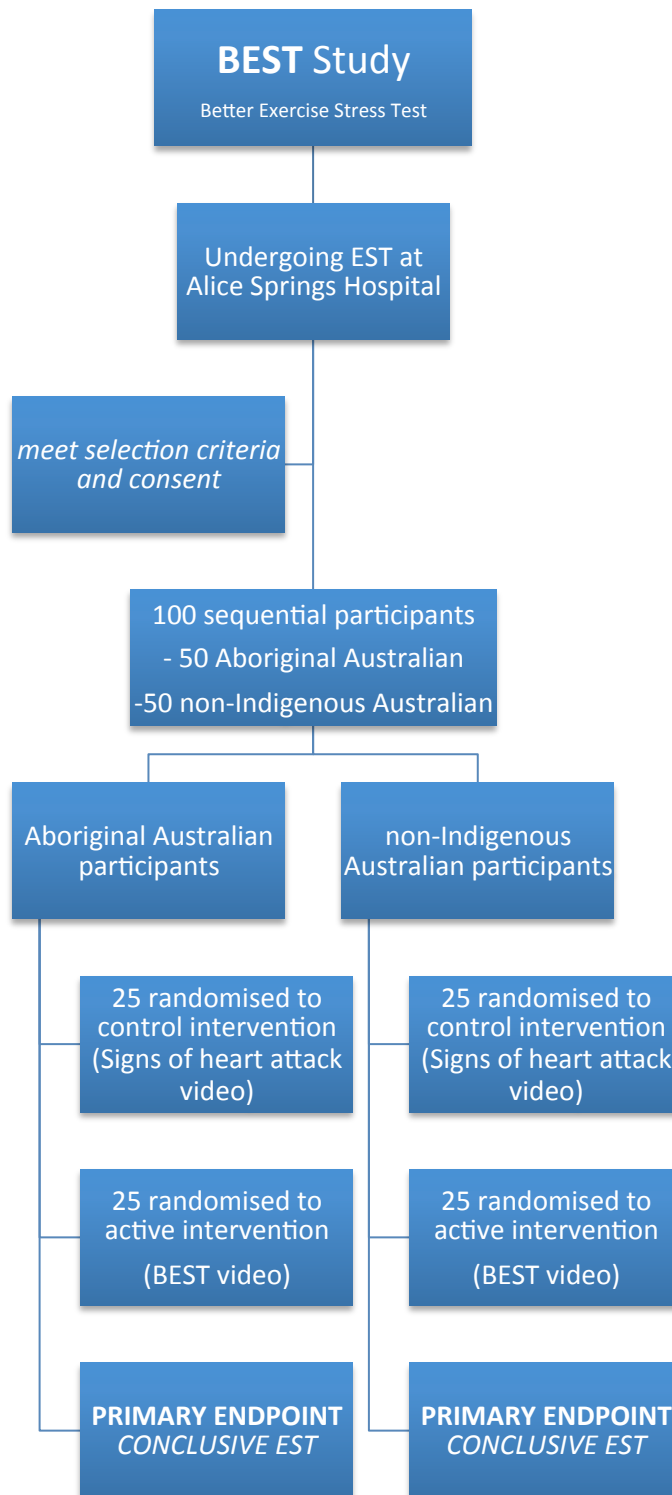 BEST Study
Better Exercise Stress Test
Undergoing EST at
Alice Springs Hospital
meet selection criteria
and consent
100 sequential participants
- 50 Aboriginal Australian
-50 non-Indigenous Australian
Aboriginal Australian
participants
non-Indigenous
Australian participants
25 randomised to
control intervention
(Signs of heart attack
video)
25 randomised to
control intervention
(Signs of heart attack
video)
25 randomised to
active intervention
(BEST video)
25 randomised to
active intervention
(BEST video)
PRIMARY ENDPOINT
CONCLUSIVE EST
PRIMARY ENDPOINT
CONCLUSIVE EST